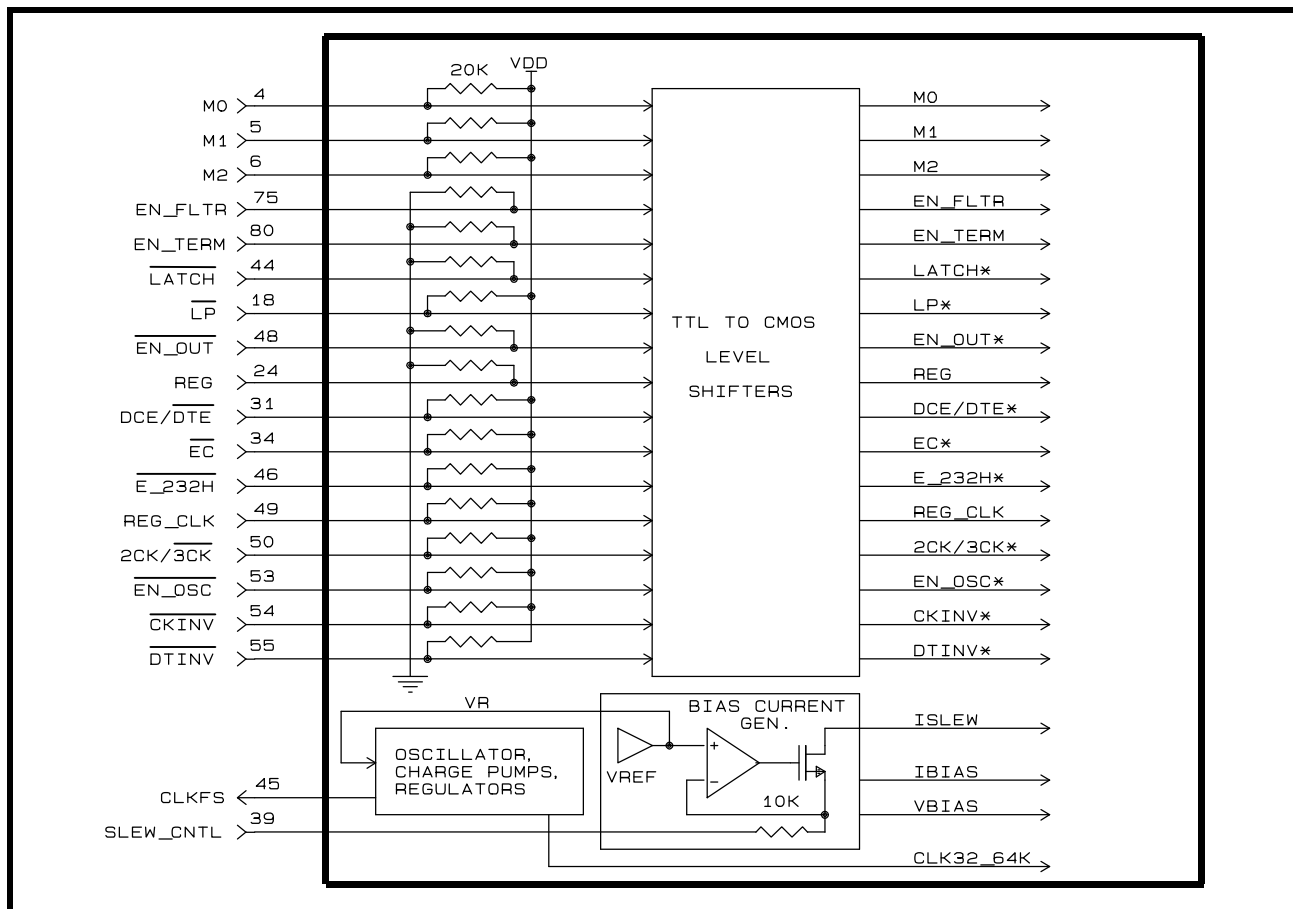 20K VDD
M0 4 M0
M1 5 M1
M2 6 M2
EN_FLTR 75 EN_FLTR
EN_TERM 80 EN_TERM
LATCH 44 LATCH*
LP 18 LP*
TTL TO CMOS
EN_OUT 48 EN_OUT*
LEVEL
REG 24 REG
SHIFTERS
DCE/DTE 31 DCE/DTE*
EC 34 EC*
E_232H 46 E_232H*
REG_CLK 49 REG_CLK
2CK/3CK 50 2CK/3CK*
EN_OSC 53 EN_OSC*
CKINV 54 CKINV*
DTINV 55 DTINV*
VR
BIAS CURRENT
GEN.
ISLEW
OSCILLATOR,
CHARGE PUMPS,
REGULATORS
VREF
+
-
IBIAS
CLKFS 45
10K
VBIAS
SLEW_CNTL 39
CLK32_64K